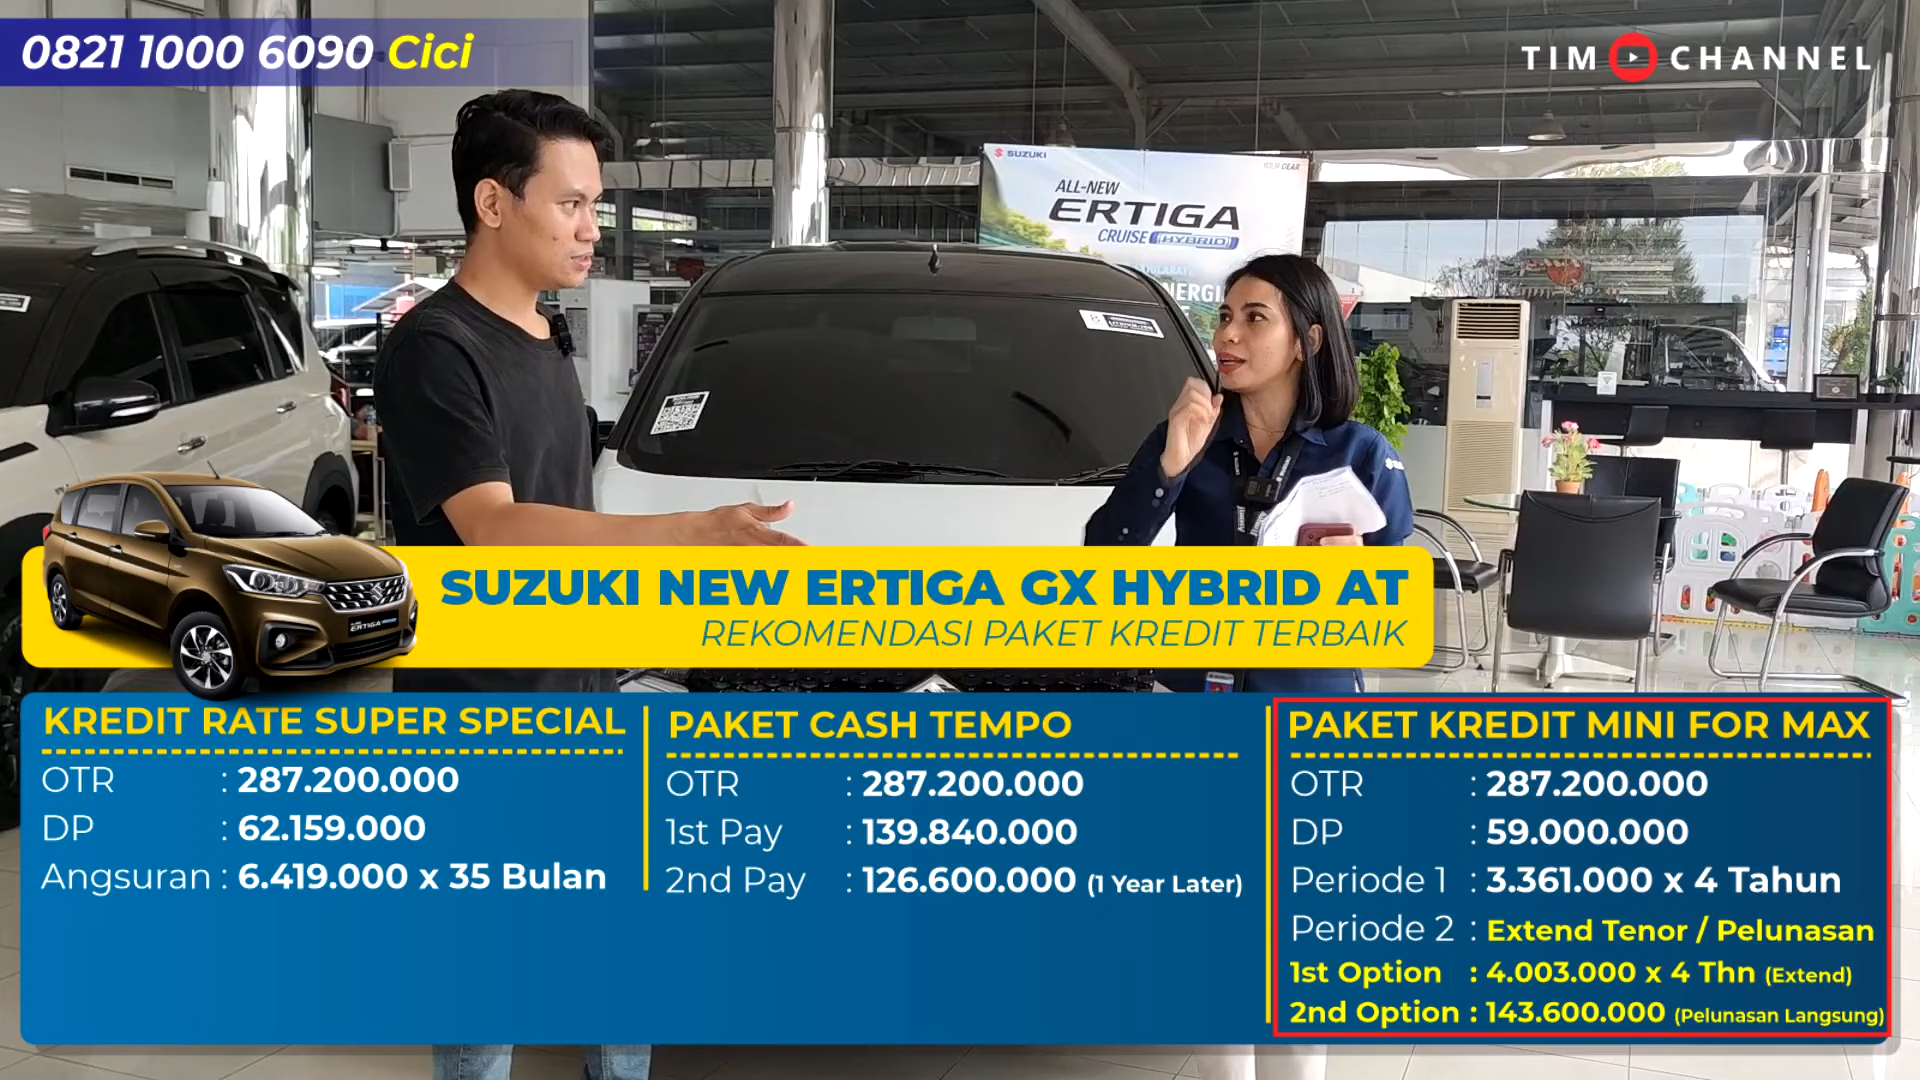 0821 1000 6090 Cici
TIM CHANNEL
SUZUKI
YOUR GEAR
ALL-NEW
ERTIGA
CRUISE HYBRID
NERGI
SUZUKI NEW ERTIGA GX HYBRID AT
REKOMENDASI PAKET KREDIT TERBAIK
ERTIGA
KREDIT RATE SUPER SPECIAL
OTR : 287.200.000
DP : 62.159.000
Angsuran : 6.419.000 x 35 Bulan
PAKET CASH TEMPO
OTR : 287.200.000
1st Pay : 139.840.000
2nd Pay : 126.600.000 (1 Year Later)
PAKET KREDIT MINI FOR MAX
OTR : 287.200.000
DP : 59.000.000
Periode 1 : 3.361.000 x 4 Tahun
Periode 2 : Extend Tenor / Pelunasan
1st Option : 4.003.000 x 4 Thn (Extend)
2nd Option : 143.600.000 (Pelunasan Langsung)